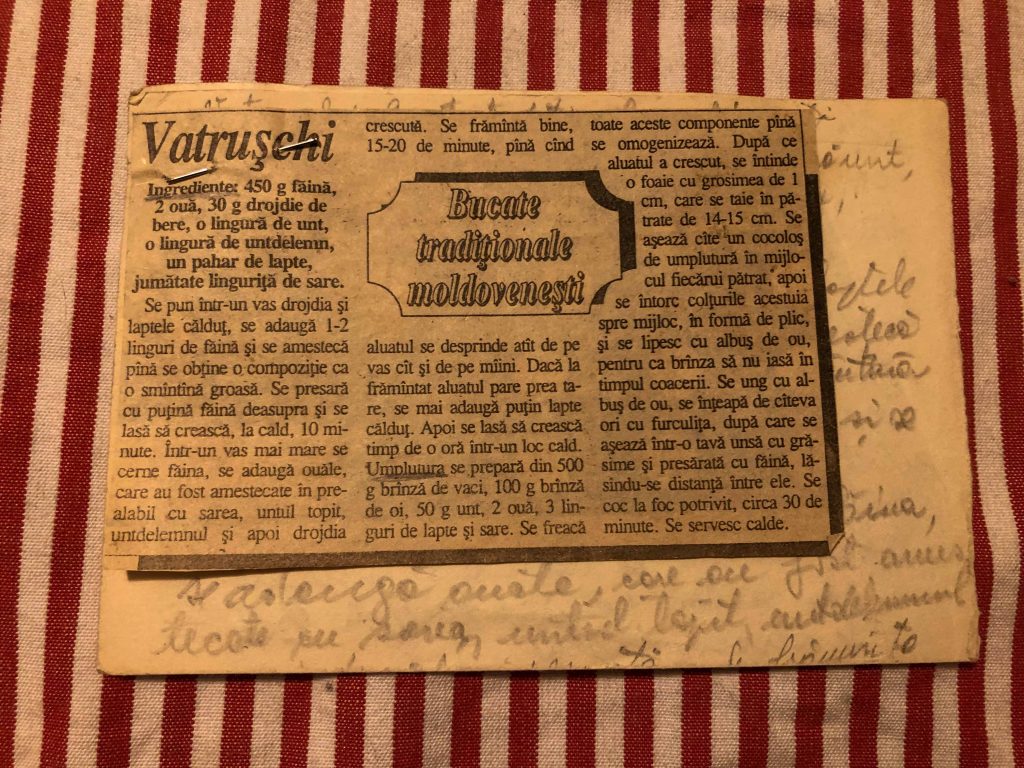 Vatruşchi
Ingrediente: 450 g făină,
2 ouă, 30 g drojdie de
bere, o lingură de unt,
o lingură de untdelemn,
un pahar de lapte,
jumătate linguriţă de sare.
Se pun într-un vas drojdia şi
laptele călduţ, se adaugă 1-2
linguri de făină şi se amestecă
pînă se obţine o compoziţie ca
o smîntînă groasă. Se presară
cu puţină făină deasupra şi se
lasă să crească, la cald, 10 mi-
nute. Într-un vas mai mare se
cerne făina, se adaugă ouăle,
care au fost amestecate în pre-
alabil cu sarea, untul topit,
untdelemnul şi apoi drojdia
crescută. Se frămîntă bine,
15-20 de minute, pînă cînd
Bucate
tradiţionale
moldoveneşti
aluatul se desprinde atît de pe
vas cît şi de pe mîini. Dacă la
frămîntat aluatul pare prea ta-
re, se mai adaugă puţin lapte
călduţ. Apoi se lasă să crească
timp de o oră într-un loc cald.
Umplutura se prepară din 500
g brînză de vaci, 100 g brînză
de oi, 50 g unt, 2 ouă, 3 lin-
guri de lapte şi sare. Se freacă
toate aceste componente pînă
se omogenizează. După ce
aluatul a crescut, se întinde
o foaie cu grosimea de 1
cm, care se taie în pă-
trate de 14-15 cm. Se
aşează cîte un cocoloş
de umplutură în mijlo-
cul fiecărui pătrat, apoi
se întorc colţurile acestuia
spre mijloc, în formă de plic,
şi se lipesc cu albuş de ou,
pentru ca brînza să nu iasă în
timpul coacerii. Se ung cu al-
buş de ou, se înţeapă de cîteva
ori cu furculiţa, după care se
aşează într-o tavă unsă cu gră-
sime şi presărată cu făină, lă-
sîndu-se distanţă între ele. Se
coc la foc potrivit, circa 30 de
minute. Se servesc calde.
și se
făina,
se adaugă ouăle, care au fost ames
tecate cu sarea, untul topit, untdelemnul